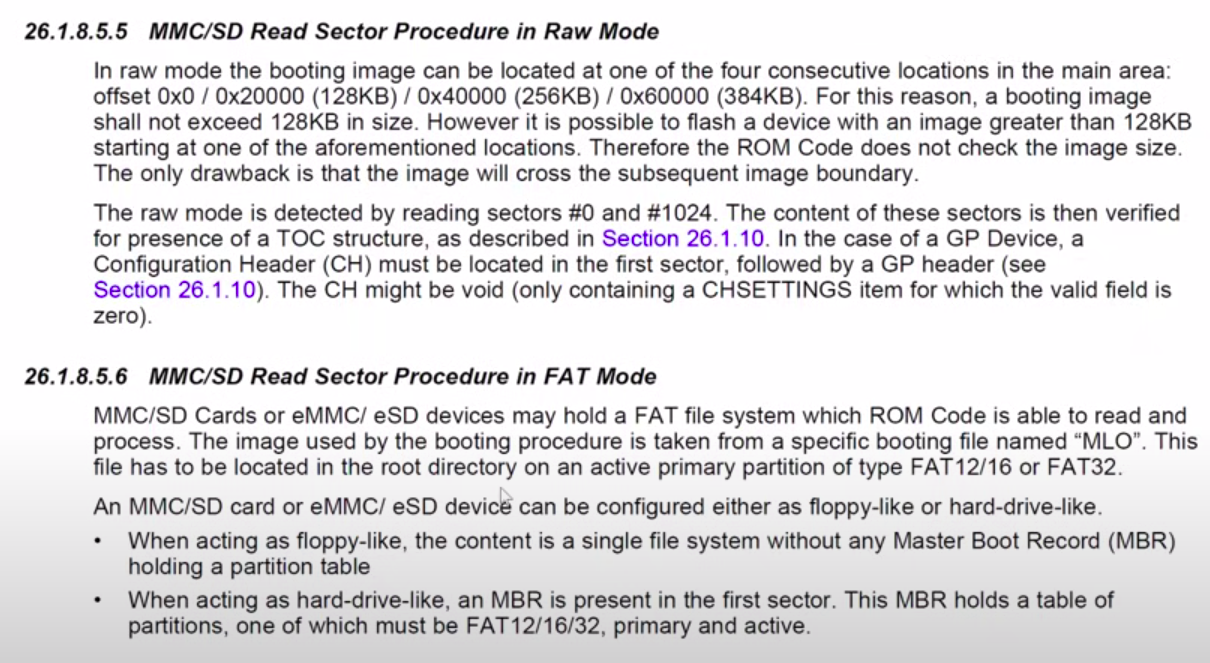 26.1.8.5.5 MMC/SD Read Sector Procedure in Raw Mode
In raw mode the booting image can be located at one of the four consecutive locations in the main area:
offset 0x0 / 0x20000 (128KB) / 0x40000 (256KB) / 0x60000 (384KB). For this reason, a booting image
shall not exceed 128KB in size. However it is possible to flash a device with an image greater than 128KB
starting at one of the aforementioned locations. Therefore the ROM Code does not check the image size.
The only drawback is that the image will cross the subsequent image boundary.
The raw mode is detected by reading sectors #0 and #1024. The content of these sectors is then verified
for presence of a TOC structure, as described in Section 26.1.10. In the case of a GP Device, a
Configuration Header (CH) must be located in the first sector, followed by a GP header (see
Section 26.1.10). The CH might be void (only containing a CHSETTINGS item for which the valid field is
zero).
26.1.8.5.6 MMC/SD Read Sector Procedure in FAT Mode
MMC/SD Cards or eMMC/ eSD devices may hold a FAT file system which ROM Code is able to read and
process. The image used by the booting procedure is taken from a specific booting file named “MLO”. This
file has to be located in the root directory on an active primary partition of type FAT12/16 or FAT32.
An MMC/SD card or eMMC/ eSD device can be configured either as floppy-like or hard-drive-like.
• When acting as floppy-like, the content is a single file system without any Master Boot Record (MBR)
holding a partition table
• When acting as hard-drive-like, an MBR is present in the first sector. This MBR holds a table of
partitions, one of which must be FAT12/16/32, primary and active.